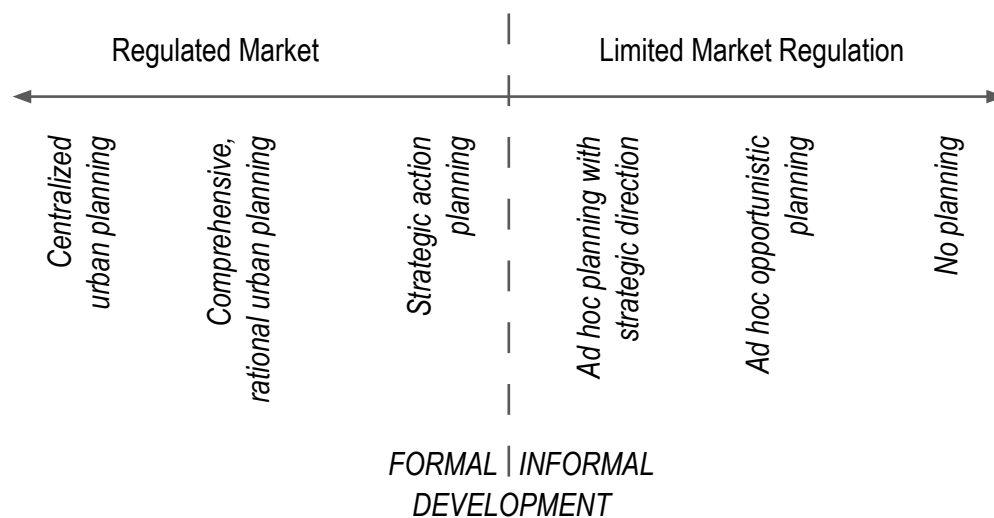 Regulated Market
Limited Market Regulation
Centralized
urban planning
Comprehensive,
rational urban planning
Strategic action
planning
Ad hoc planning with
strategic direction
Ad hoc opportunistic
planning
No planning
FORMAL INFORMAL
DEVELOPMENT